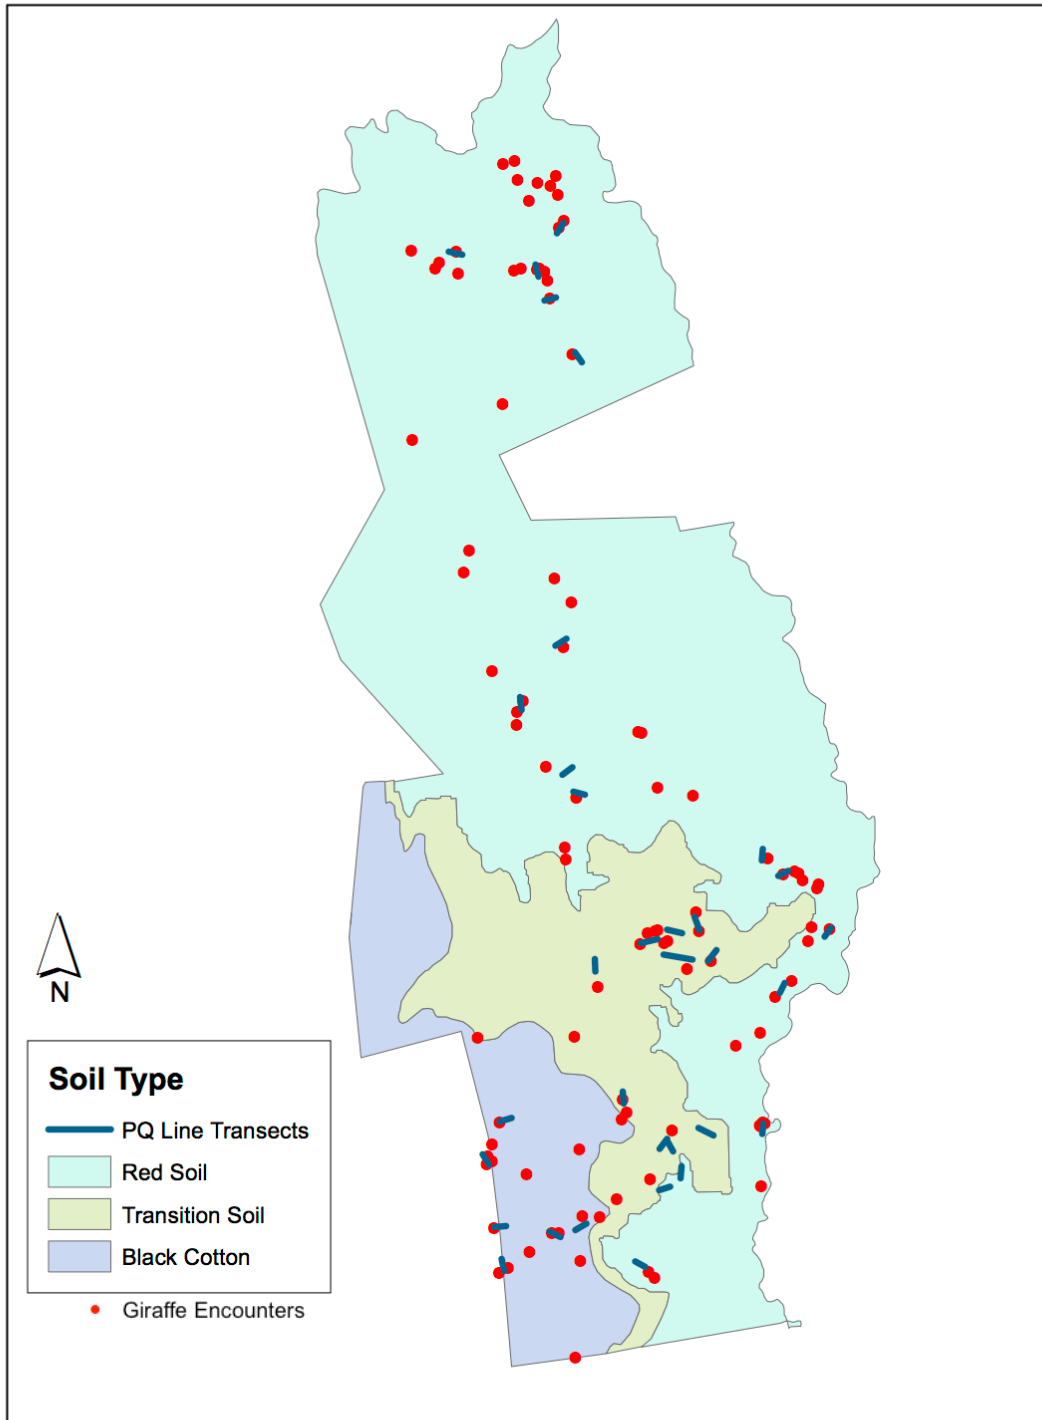 N
Soil Type
PQ Line Transects
Red Soil
Transition Soil
Black Cotton
Giraffe Encounters